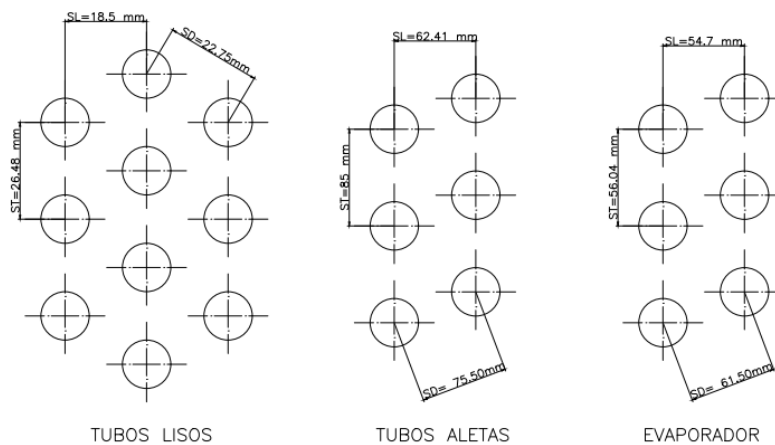 SL=18.5 mm
SD=22.75mm
ST=26.48 mm
TUBOS LISOS
SL=62.41 mm
ST=85 mm
SD= 75.50mm
TUBOS ALETAS
SL=54.7 mm
ST=56.04 mm
SD= 61.50mm
EVAPORADOR